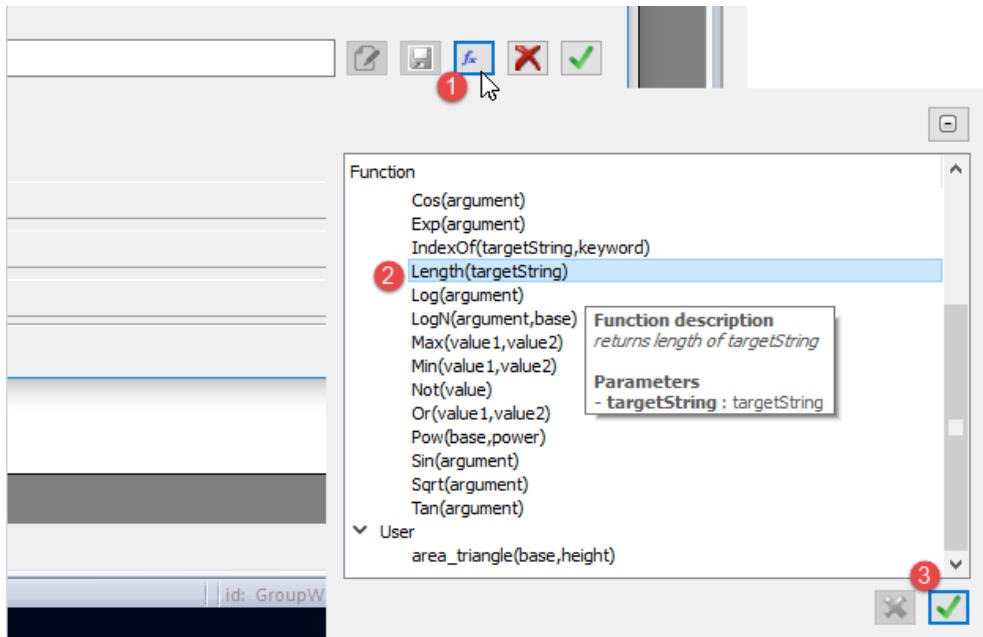 fx
1
Function
Cos(argument)
Exp(argument)
IndexOf(targetString,keyword)
2
Length(targetString)
Log(argument)
LogN(argument,base)
Max(value1,value2)
Min(value1,value2)
Not(value)
Or(value1,value2)
Pow(base,power)
Sin(argument)
Sqrt(argument)
Tan(argument)
User
area_triangle(base,height)
Function description
returns length of targetString
Parameters
- targetString : targetString
3
id: GroupW